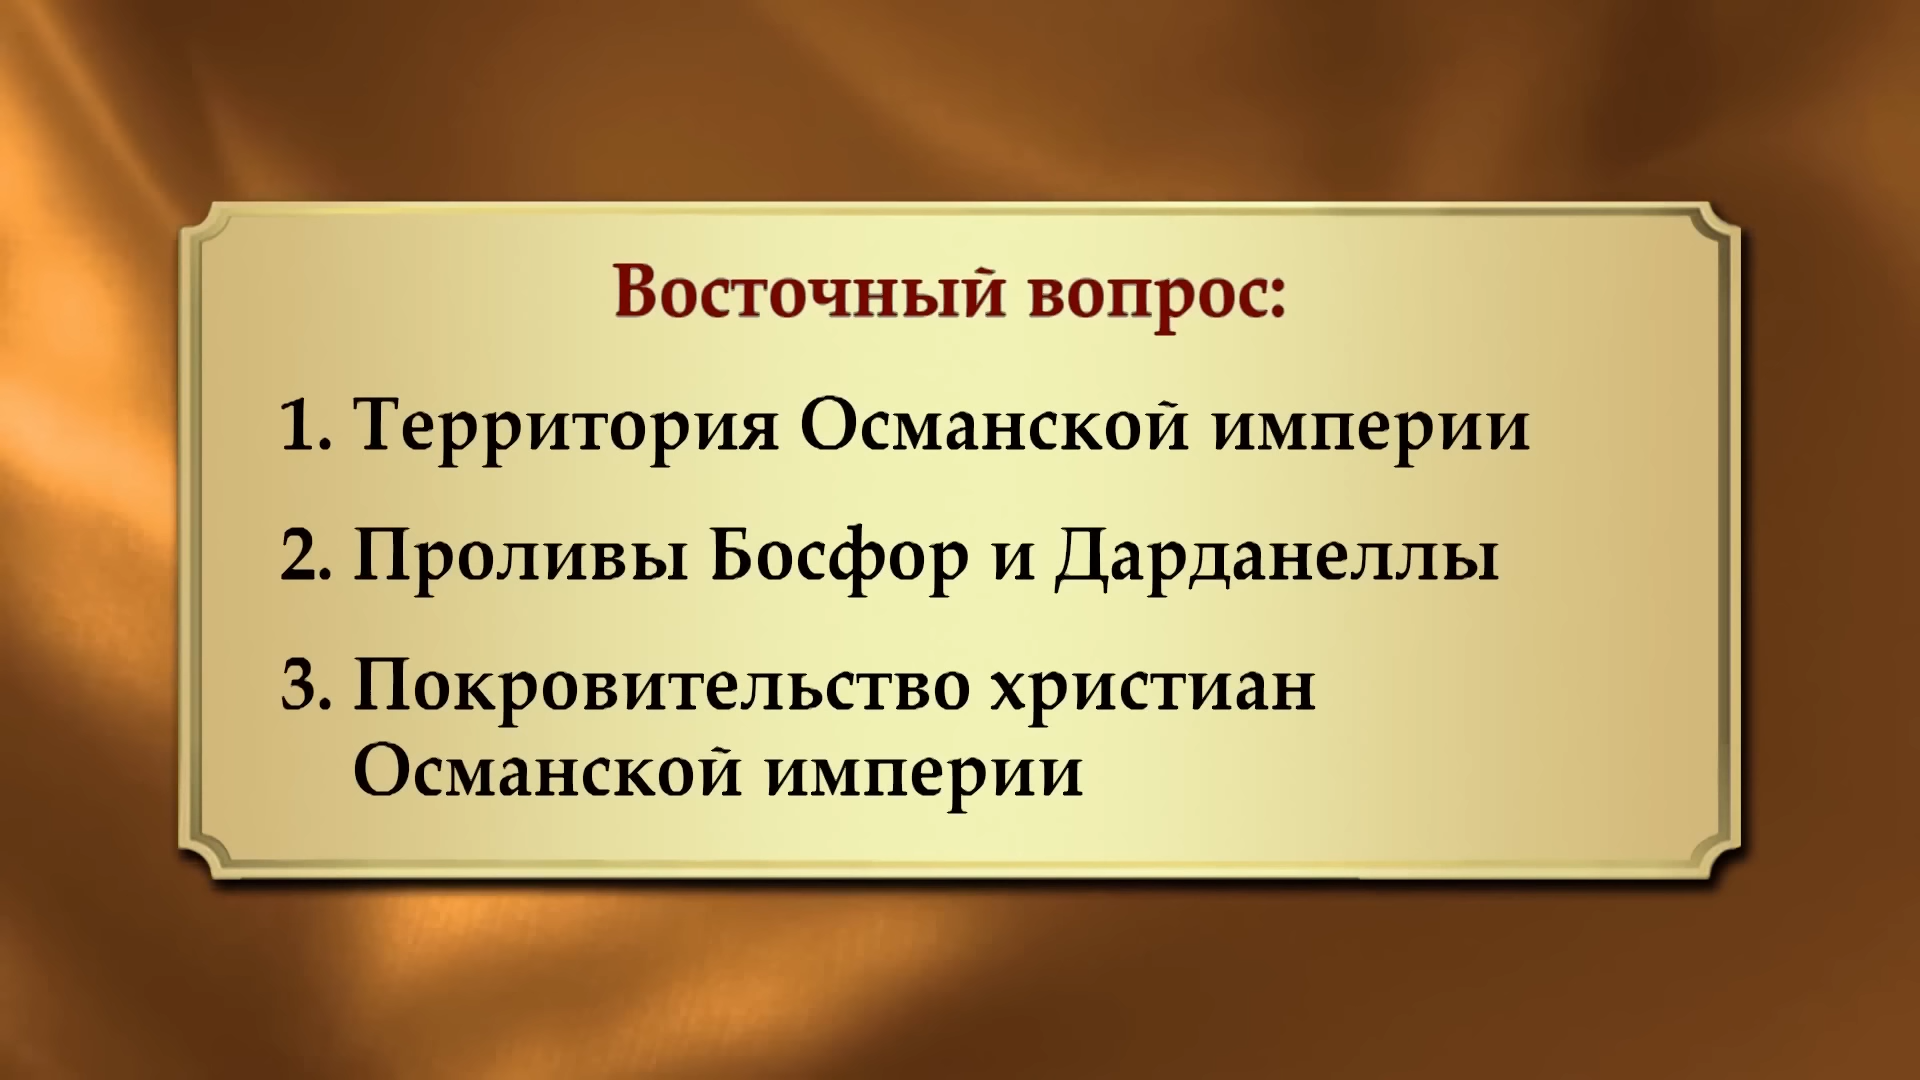 Восточный вопрос:
1. Территория Османской империи
2. Проливы Босфор и Дарданеллы
3. Покровительство христиан
Османской империи